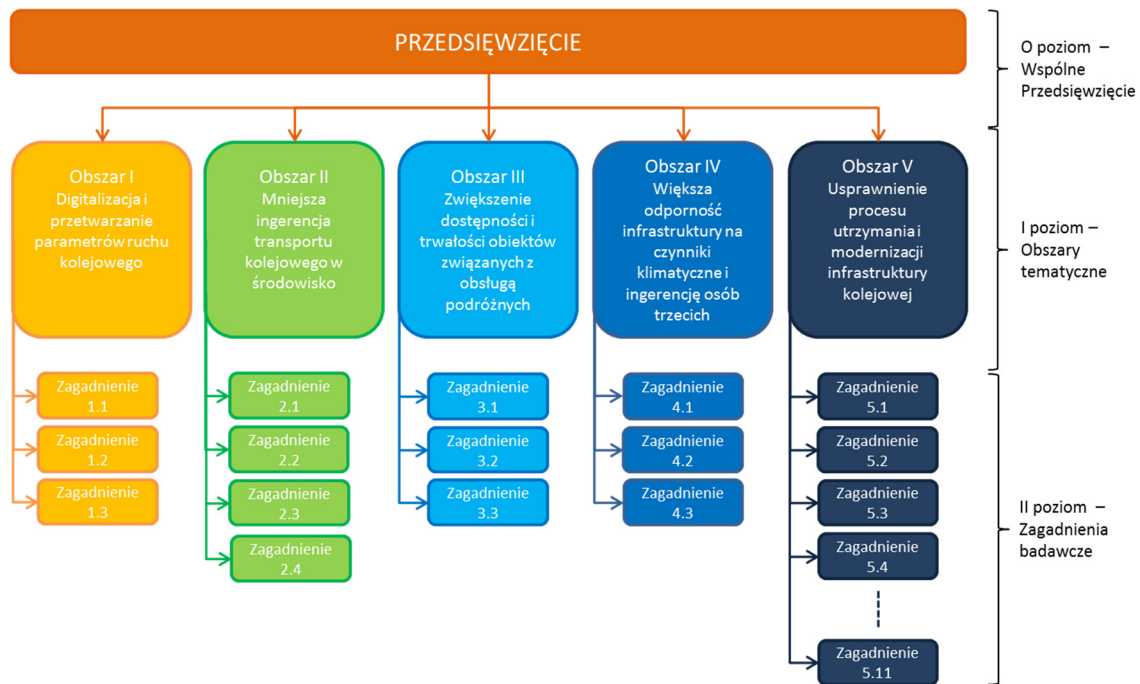 PRZEDSIĘWZIĘCIE
O poziom –
Wspólne
Przedsięwzięcie
Obszar I
Digitalizacja i
przetwarzanie
parametrów ruchu
kolejowego
Obszar II
Mniejsza
ingerencja
transportu
kolejowego w
środowisko
Obszar III
Zwiększenie
dostępności i
trwałości obiektów
związanych z
obsługą
podróżnych
Obszar IV
Większa
odporność
infrastruktury na
czynniki
klimatyczne i
ingerencję osób
trzecich
Obszar V
Usprawnienie
procesu
utrzymania i
modernizacji
infrastruktury
kolejowej
I poziom –
Obszary
tematyczne
Zagadnienie
1.1
Zagadnienie
1.2
Zagadnienie
1.3
Zagadnienie
2.1
Zagadnienie
2.2
Zagadnienie
2.3
Zagadnienie
2.4
Zagadnienie
3.1
Zagadnienie
3.2
Zagadnienie
3.3
Zagadnienie
4.1
Zagadnienie
4.2
Zagadnienie
4.3
Zagadnienie
5.1
Zagadnienie
5.2
Zagadnienie
5.3
Zagadnienie
5.4
Zagadnienie
5.11
II poziom –
Zagadnienia
badawcze